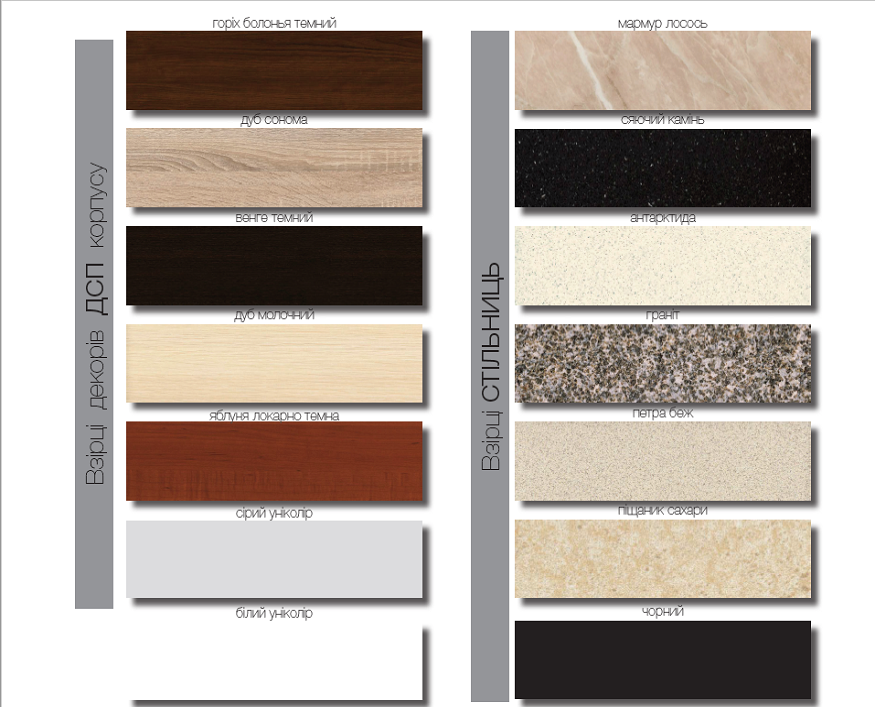 Взірці декорів ДСП корпусу
горіх болонья темний
дуб сонома
венге темний
дуб молочний
яблуня локарно темна
сірий уніколір
білий уніколір
Взірці СТІЛЬНИЦЬ
мармур лосось
сяючий камінь
антарктида
граніт
петра беж
піщаник сахари
чорний